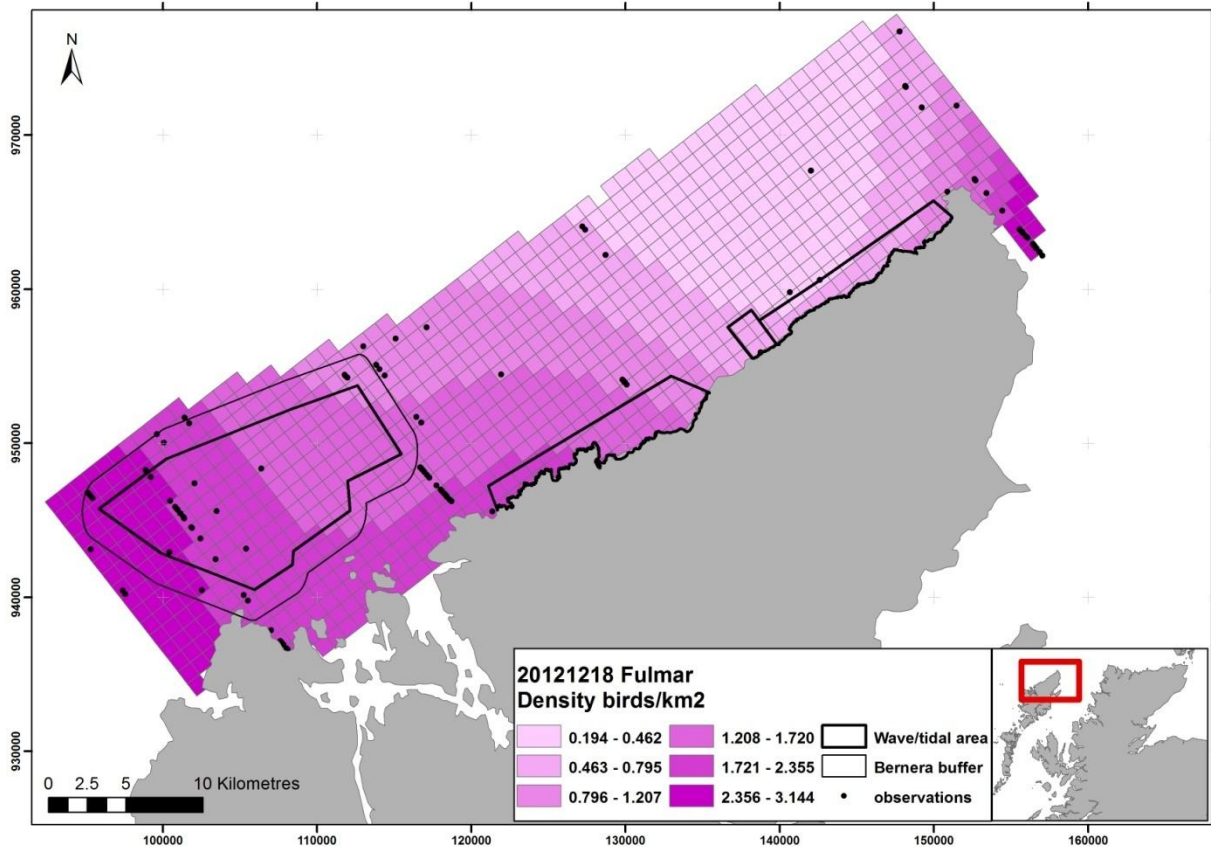 N
970000
960000
950000
940000
930000
0 2.5 5 10 Kilometres
20121218 Fulmar
Density birds/km2
0.194 - 0.462
0.463 - 0.795
0.796 - 1.207
1.208 - 1.720
1.721 - 2.355
2.356 - 3.144
Wave/tidal area
Bernera buffer
observations
100000 110000 120000 130000 140000 150000 160000